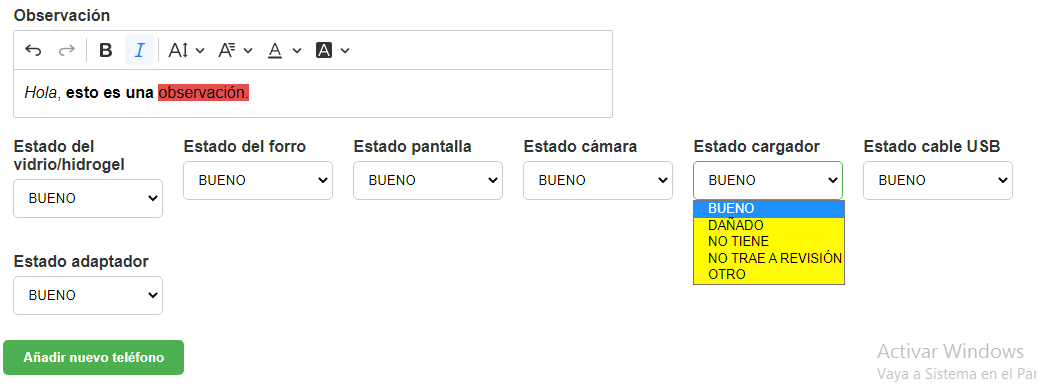 Observación
B I A A A A
Hola, esto es una observación.
Estado del vidrio/hidrogel
BUENO
Estado del forro
BUENO
Estado pantalla
BUENO
Estado cámara
BUENO
Estado cargador
BUENO
BUENO
DAÑADO
NO TIENE
NO TRAE A REVISIÓN
OTRO
Estado cable USB
BUENO
Estado adaptador
BUENO
Añadir nuevo teléfono
Activar Windows
Vaya a Sistema en el Par